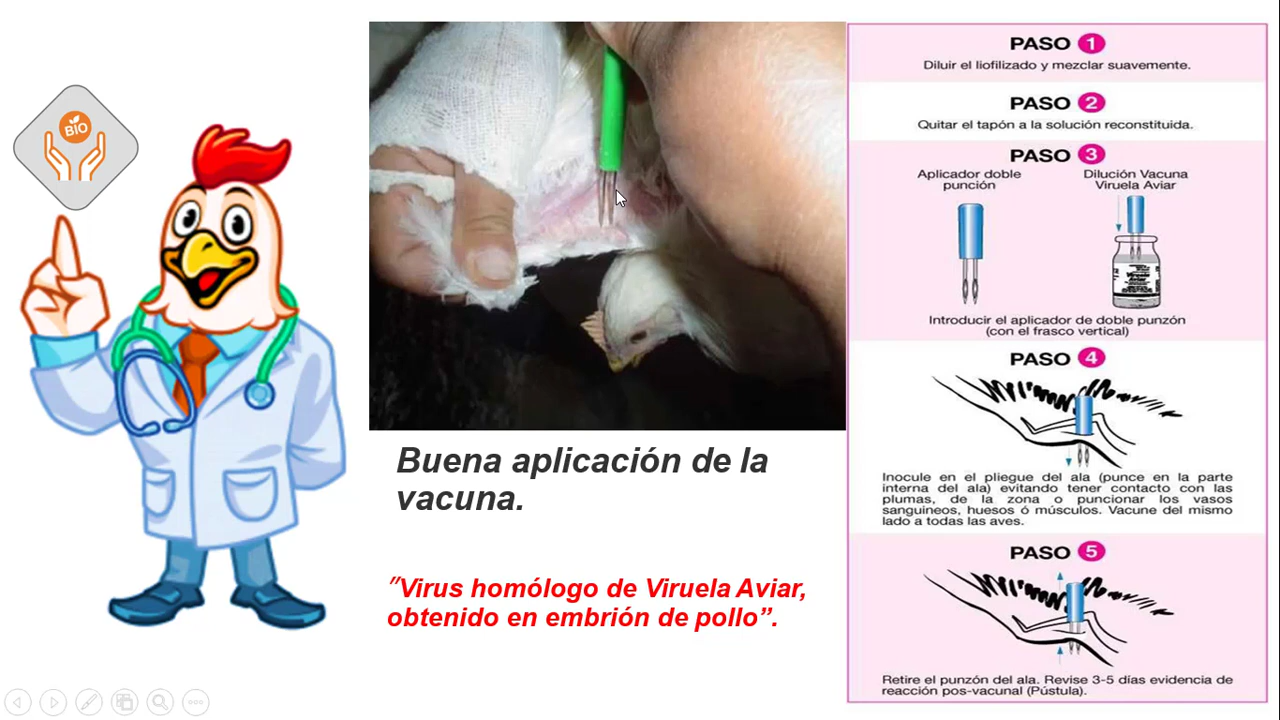 BIO
Buena aplicación de la
vacuna.
"Virus homólogo de Viruela Aviar,
obtenido en embrión de pollo”.
PASO 1
Diluir el liofilizado y mezclar suavemente.
PASO 2
Quitar el tapón a la solución reconstituida.
PASO 3
Aplicador doble
punción
Dilución Vacuna
Viruela Aviar
Introducir el aplicador de doble punzón
(con el frasco vertical)
PASO 4
Inocule en el pliegue del ala (punce en la parte
interna del ala) evitando tener contacto con las
plumas, de la zona o puncionar los vasos
sanguineos, huesos ó músculos. Vacune del mismo
lado a todas las aves.
PASO 5
Retire el punzón del ala. Revise 3-5 días evidencia de
reacción pos-vacunal (Pústula).